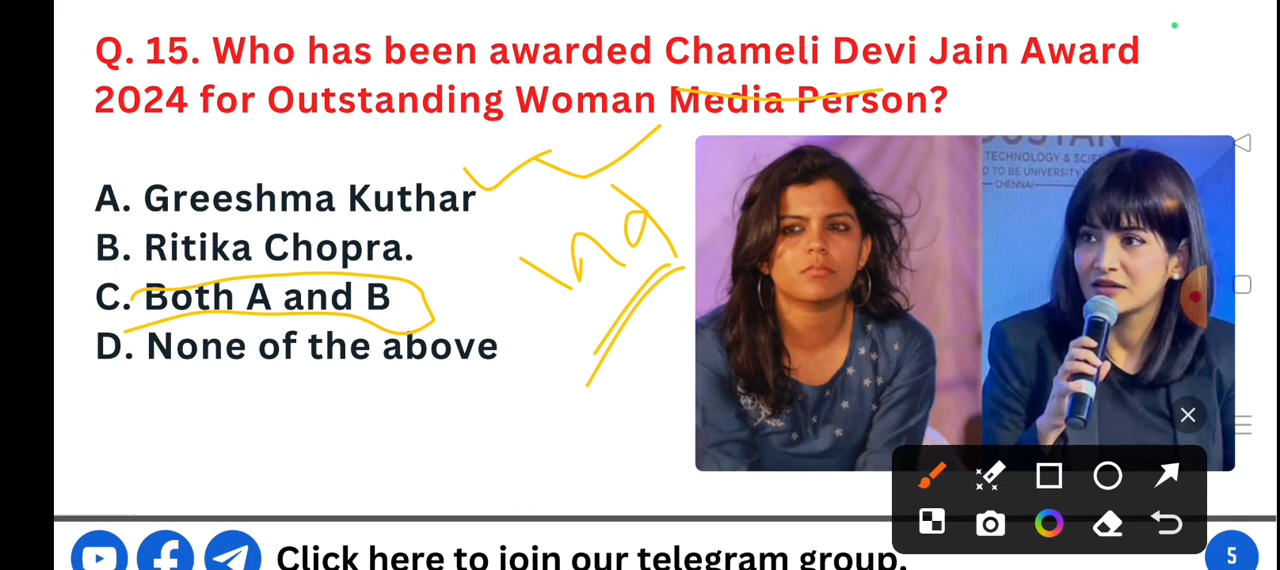 Q. 15. Who has been awarded Chameli Devi Jain Award
2024 for Outstanding Woman Media Person?
A. Greeshma Kuthar
B. Ritika Chopra.
C. Both A and B
D. None of the above
TECHNOLOGY & SCIE
D TO BE UNIVERSITY)
CHENNAI
Click here to join our telegram group.
5